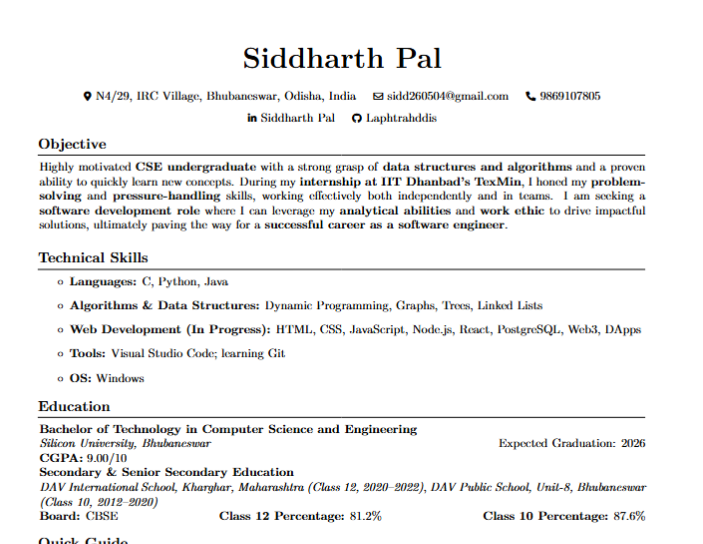 Siddharth Pal
N4/29, IRC Village, Bhubaneswar, Odisha, India sidd260504@gmail.com 9869107805
in Siddharth Pal Laphtrahddis
Objective
Highly motivated CSE undergraduate with a strong grasp of data structures and algorithms and a proven
ability to quickly learn new concepts. During my internship at IIT Dhanbad's TexMin, I honed my problem-
solving and pressure-handling skills, working effectively both independently and in teams. I am seeking a
software development role where I can leverage my analytical abilities and work ethic to drive impactful
solutions, ultimately paving the way for a successful career as a software engineer.
Technical Skills
Languages: C, Python, Java
Algorithms & Data Structures: Dynamic Programming, Graphs, Trees, Linked Lists
Web Development (In Progress): HTML, CSS, JavaScript, Node.js, React, PostgreSQL, Web3, DApps
Tools: Visual Studio Code; learning Git
OS: Windows
Education
Bachelor of Technology in Computer Science and Engineering
Silicon University, Bhubaneswar Expected Graduation: 2026
CGPA: 9.00/10
Secondary & Senior Secondary Education
DAV International School, Kharghar, Maharashtra (Class 12, 2020–2022), DAV Public School, Unit-8, Bhubaneswar
(Class 10, 2012–2020)
Board: CBSE Class 12 Percentage: 81.2% Class 10 Percentage: 87.6%
Quick Guide